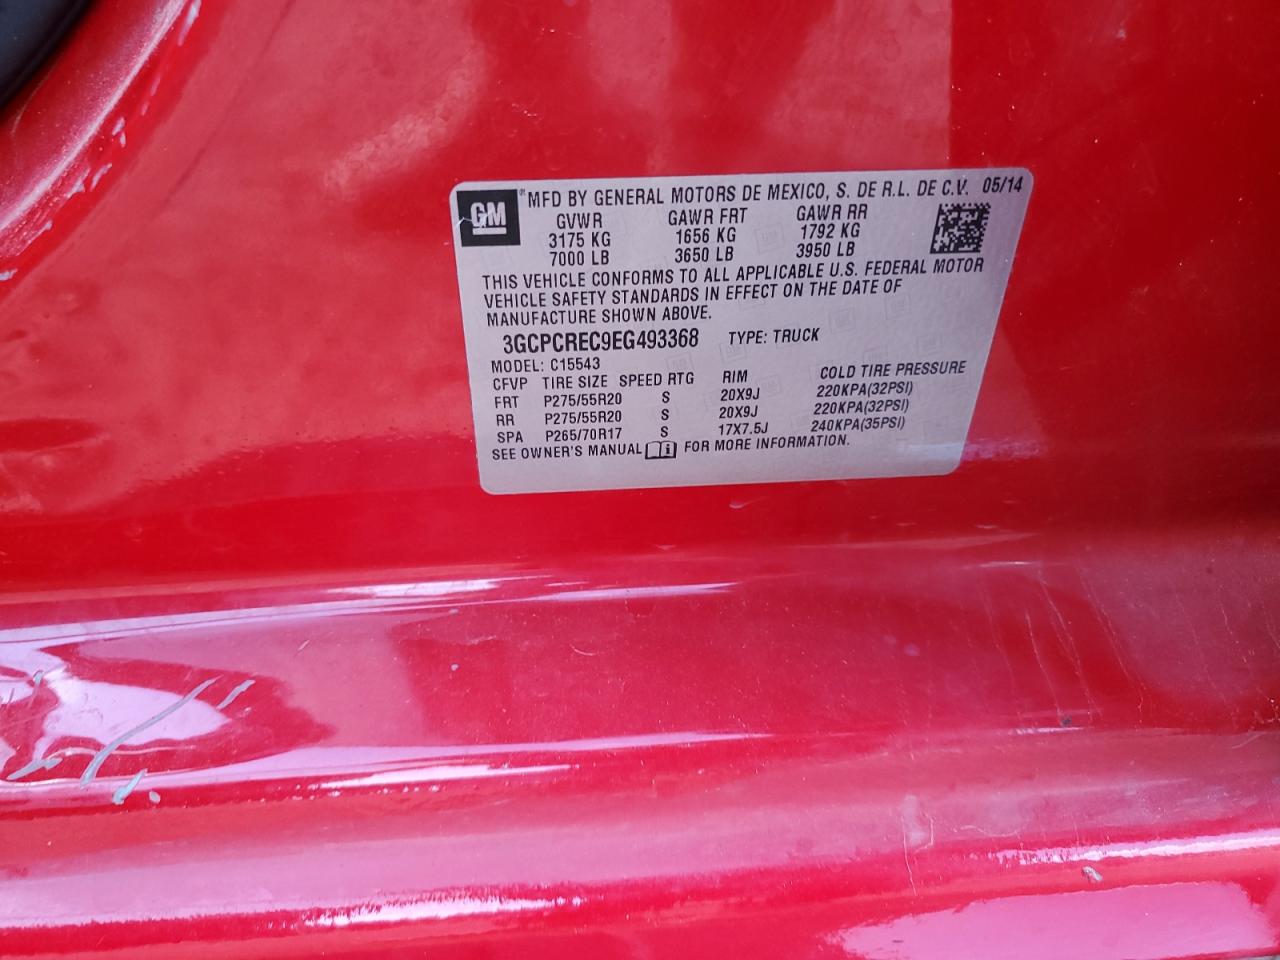 GM MFD BY GENERAL MOTORS DE MEXICO, S. DE R.L. DE C.V. 05/14
GVWR GAWR FRT GAWR RR
3175 KG 1656 KG 1792 KG
7000 LB 3650 LB 3950 LB
THIS VEHICLE CONFORMS TO ALL APPLICABLE U.S. FEDERAL MOTOR
VEHICLE SAFETY STANDARDS IN EFFECT ON THE DATE OF
MANUFACTURE SHOWN ABOVE.
3GCPCREC9EG493368 TYPE: TRUCK
MODEL: C15543
CFVP TIRE SIZE SPEED RTG RIM COLD TIRE PRESSURE
FRT P275/55R20 S 20X9J 220KPA(32PSI)
RR P275/55R20 S 20X9J 220KPA(32PSI)
SPA P265/70R17 S 17X7.5J 240KPA(35PSI)
SEE OWNER'S MANUAL FOR MORE INFORMATION.